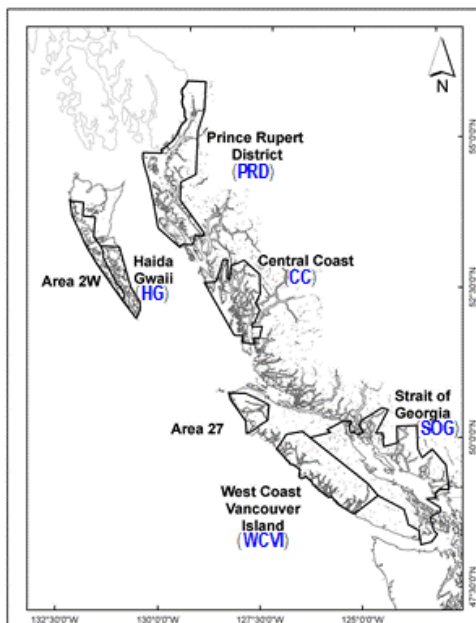 N
Prince Rupert
District
(PRD)
55°0'0"N
Area 2W
Haida
Gwaii
(HG)
Central Coast
(CC)
52°30'0"N
Strait of
Georgia
SOG)
Area 27
50°0'0"N
West Coast
Vancouver
Island
(WCVI)
47°30'0"N
132°30'0"W 130°0'0"W 127°30'0"W 125°0'0"W